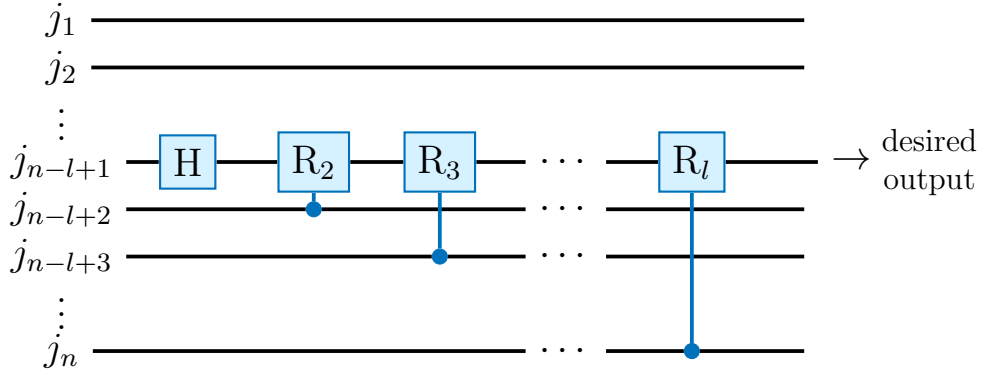 j₁
j₂
⋮
jₙ₋ₗ₊₁ H R₂ R₃ ⋯ Rₗ → desired output
jₙ₋ₗ₊₂ ⋯
jₙ₋ₗ₊₃ ⋯
⋮
jₙ ⋯